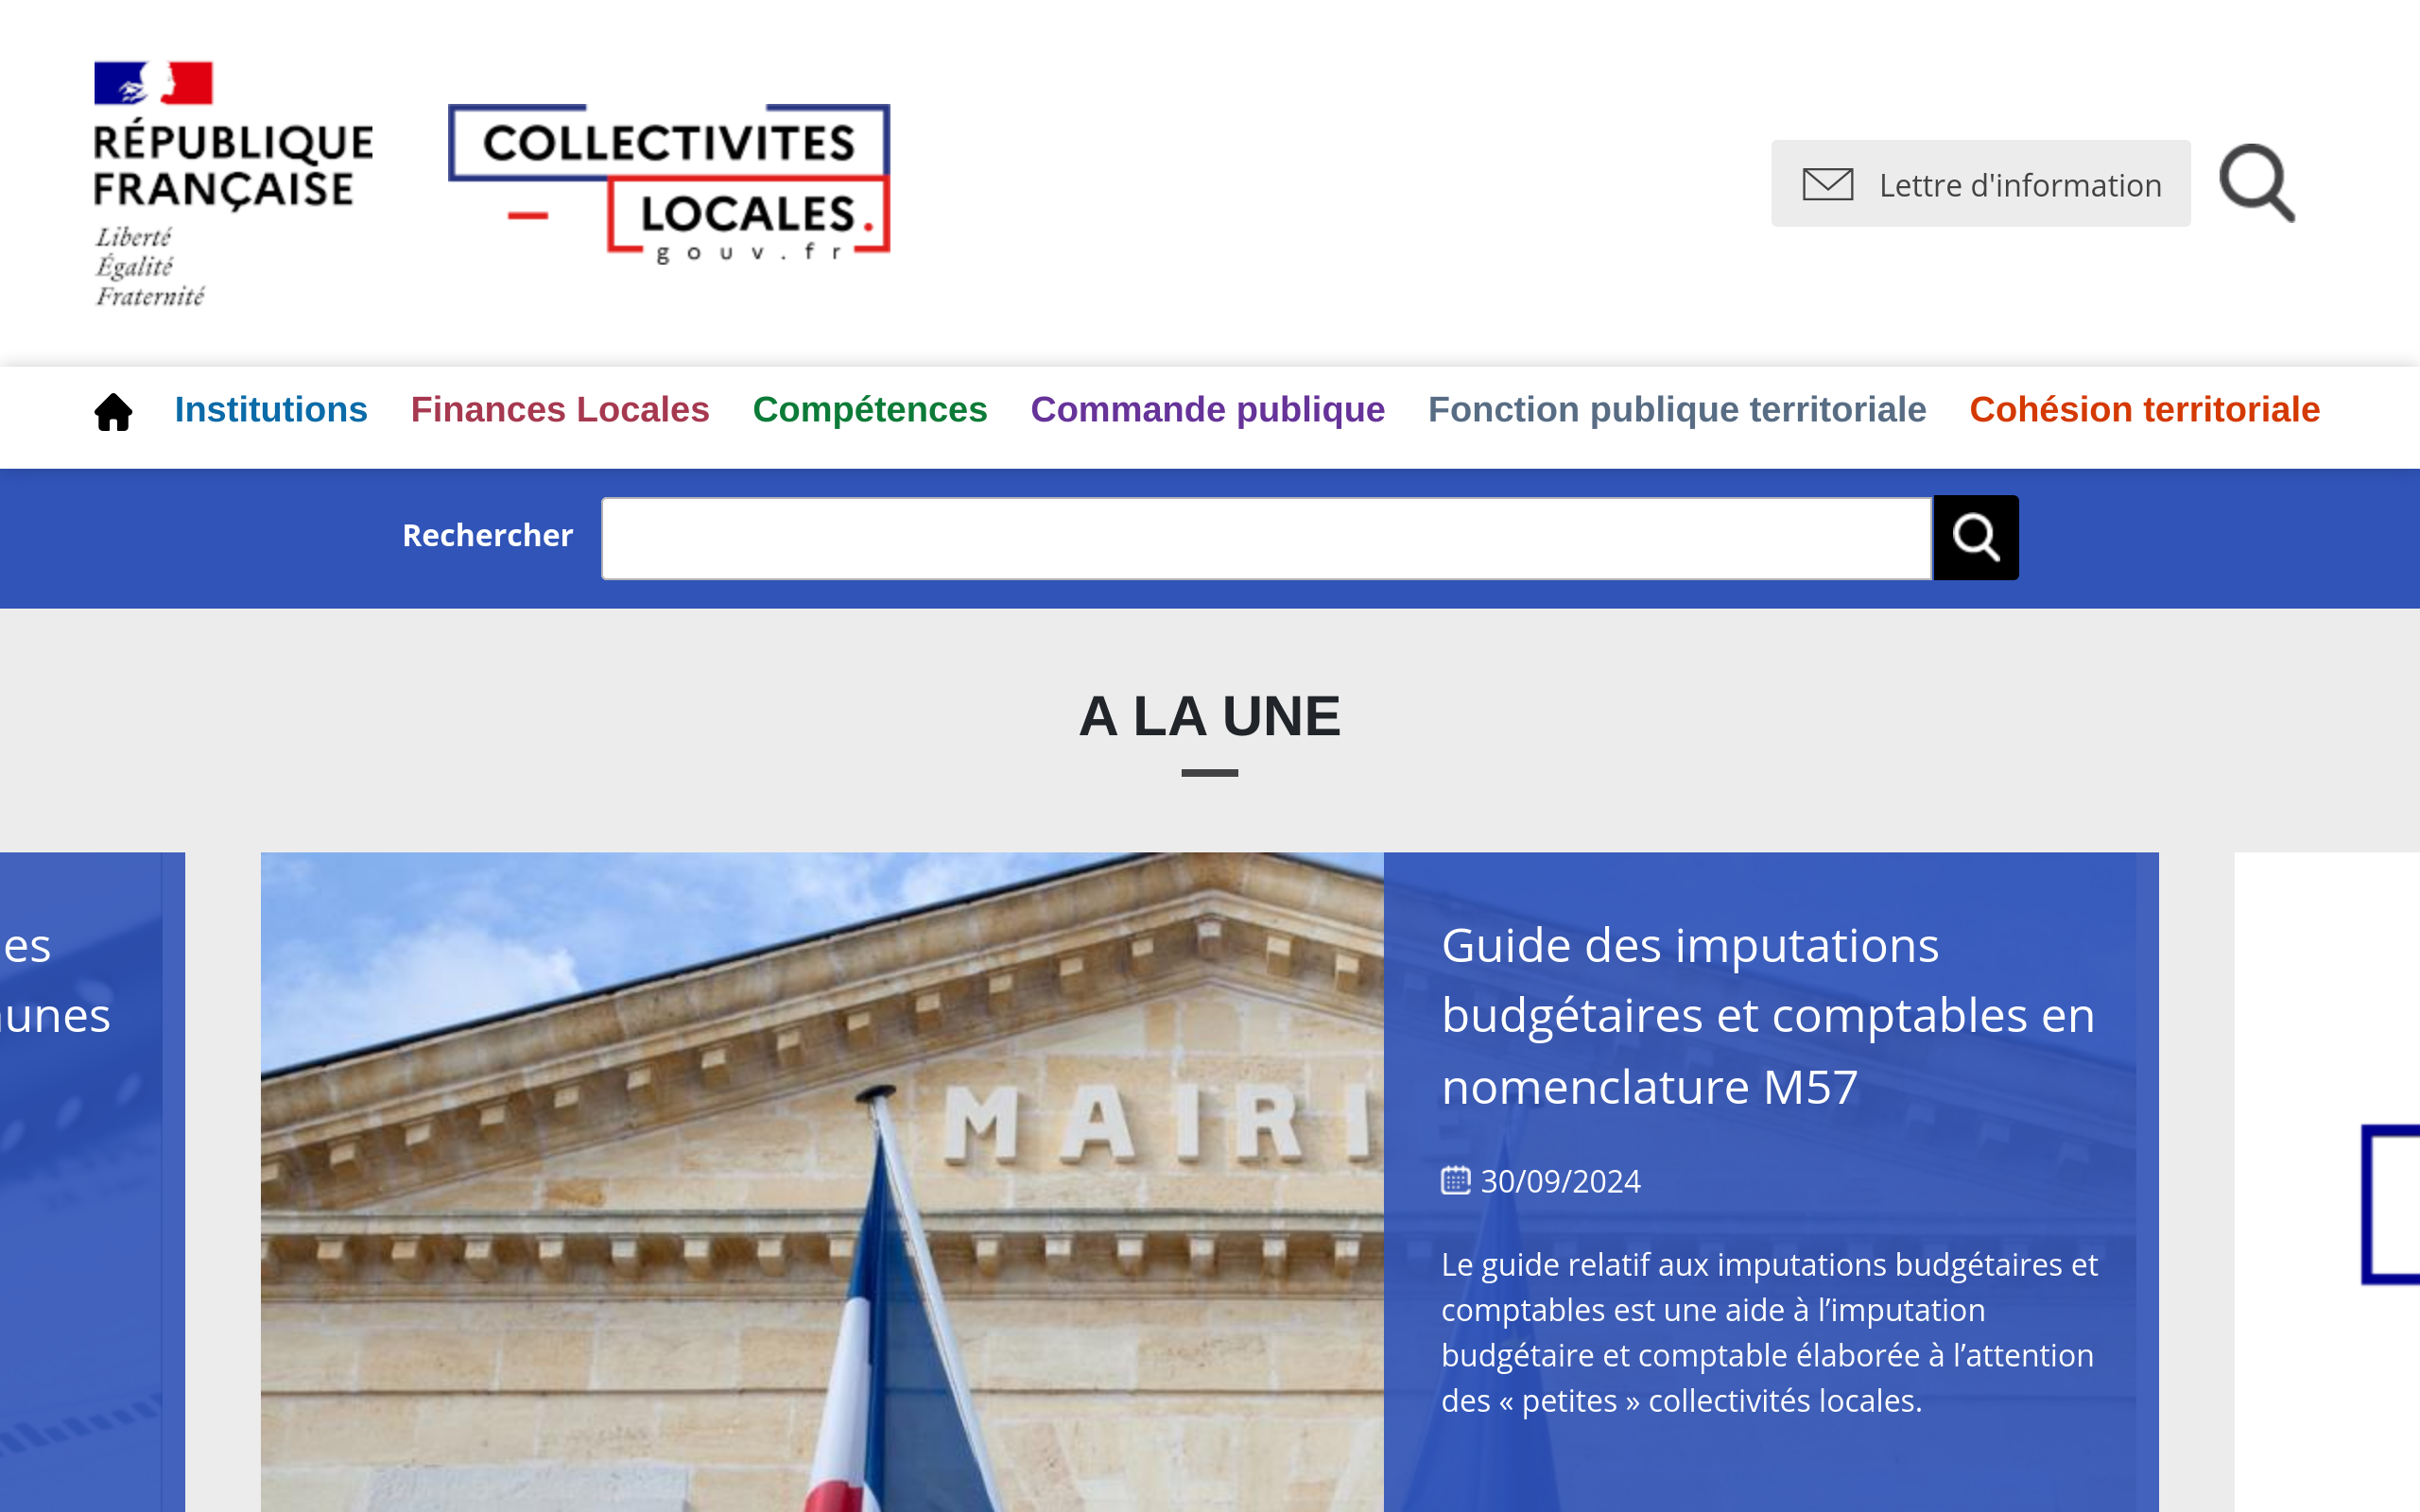 RÉPUBLIQUE
FRANÇAISE
Liberté
Égalité
Fraternité
COLLECTIVITES
LOCALES.
gouv.fr
Lettre d'information
Institutions Finances Locales Compétences Commande publique Fonction publique territoriale Cohésion territoriale
Rechercher
A LA UNE
es
unes
MAIRI
Guide des imputations
budgétaires et comptables en
nomenclature M57
30/09/2024
Le guide relatif aux imputations budgétaires et
comptables est une aide à l’imputation
budgétaire et comptable élaborée à l’attention
des « petites » collectivités locales.